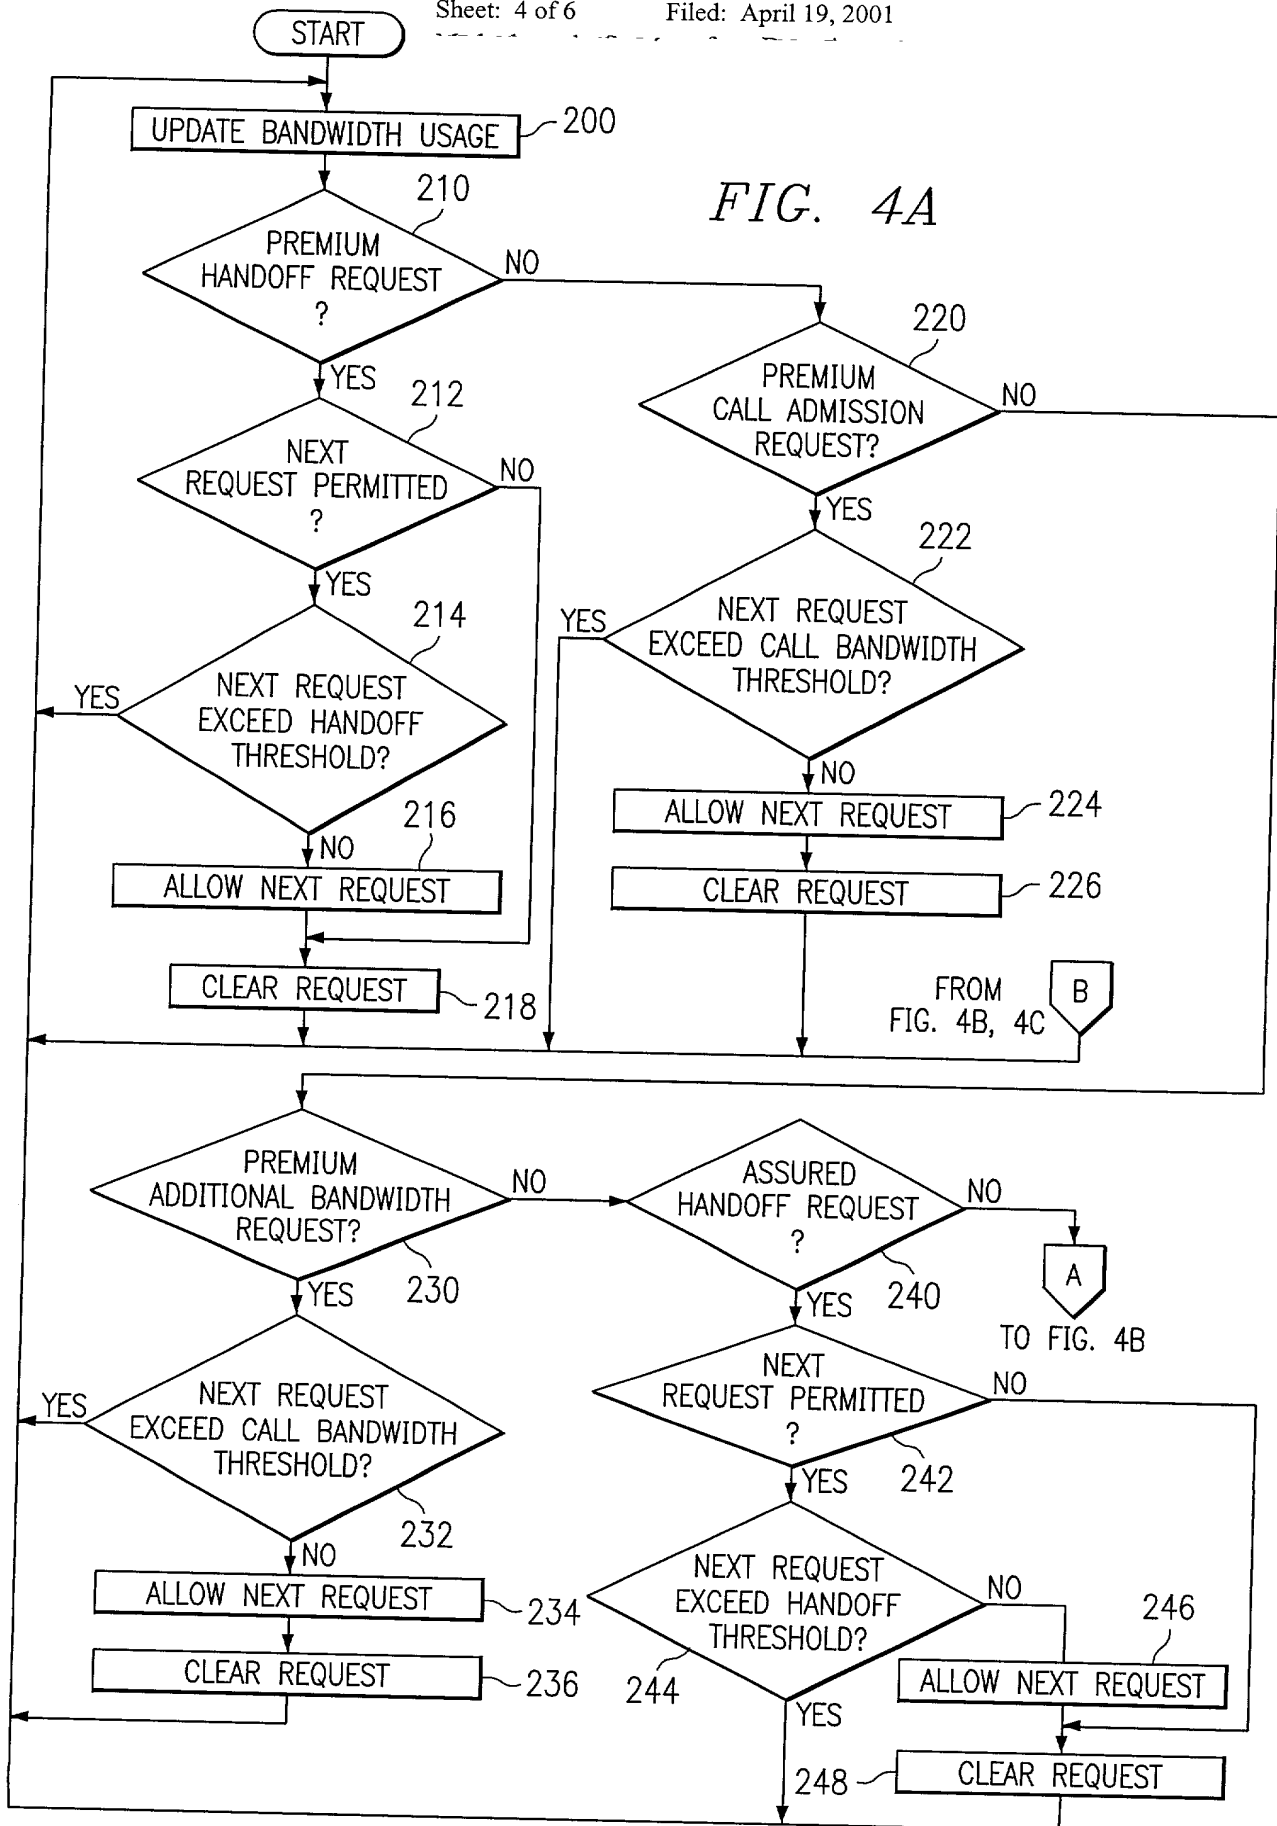 Sheet: 4 of 6 Filed: April 19, 2001
START
UPDATE BANDWIDTH USAGE
200
FIG. 4A
210
PREMIUM
HANDOFF REQUEST
?
NO
YES
220
PREMIUM
CALL ADMISSION
REQUEST?
NO
YES
212
NEXT
REQUEST PERMITTED
?
NO
YES
222
NEXT REQUEST
EXCEED CALL BANDWIDTH
THRESHOLD?
YES
NO
214
NEXT REQUEST
EXCEED HANDOFF
THRESHOLD?
YES
NO
216
ALLOW NEXT REQUEST
ALLOW NEXT REQUEST
224
CLEAR REQUEST
226
CLEAR REQUEST
218
FROM
FIG. 4B, 4C
B
PREMIUM
ADDITIONAL BANDWIDTH
REQUEST?
NO
230
YES
ASSURED
HANDOFF REQUEST
?
NO
240
YES
A
TO FIG. 4B
NEXT REQUEST
EXCEED CALL BANDWIDTH
THRESHOLD?
YES
232
NO
NEXT
REQUEST PERMITTED
?
NO
242
YES
ALLOW NEXT REQUEST
234
CLEAR REQUEST
236
NEXT REQUEST
EXCEED HANDOFF
THRESHOLD?
NO
244
YES
246
ALLOW NEXT REQUEST
248
CLEAR REQUEST